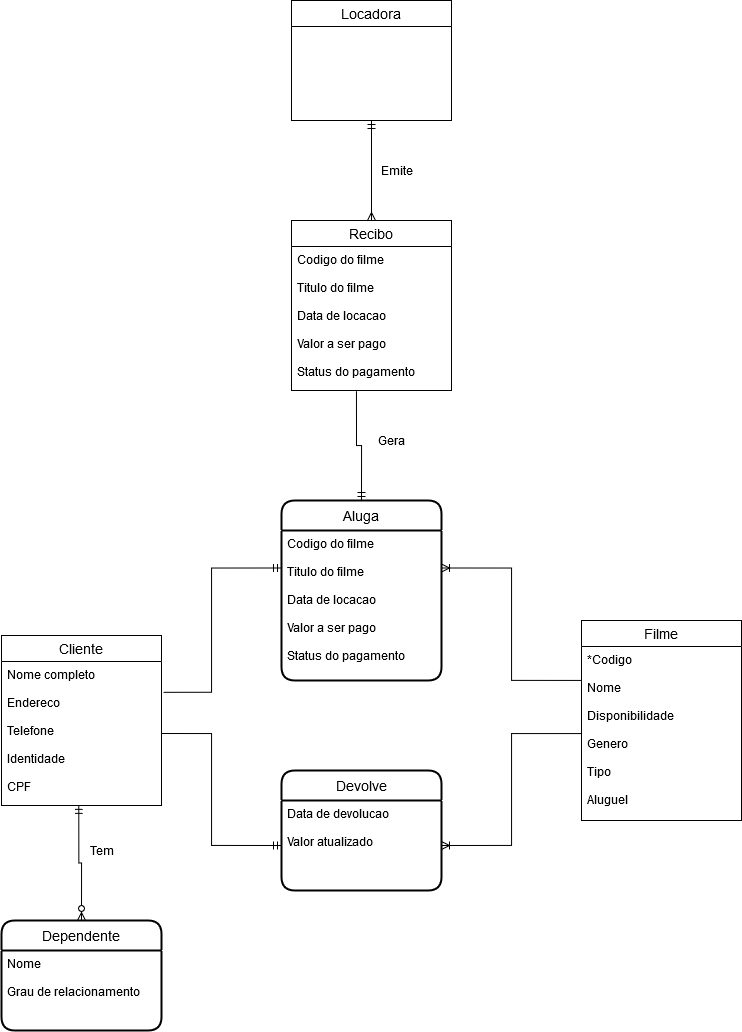 Locadora
Emite
Recibo
Codigo do filme
Titulo do filme
Data de locacao
Valor a ser pago
Status do pagamento
Gera
Aluga
Codigo do filme
Titulo do filme
Data de locacao
Valor a ser pago
Status do pagamento
Cliente
Nome completo
Endereco
Telefone
Identidade
CPF
Filme
*Codigo
Nome
Disponibilidade
Genero
Tipo
Aluguel
Devolve
Data de devolucao
Valor atualizado
Tem
Dependente
Nome
Grau de relacionamento